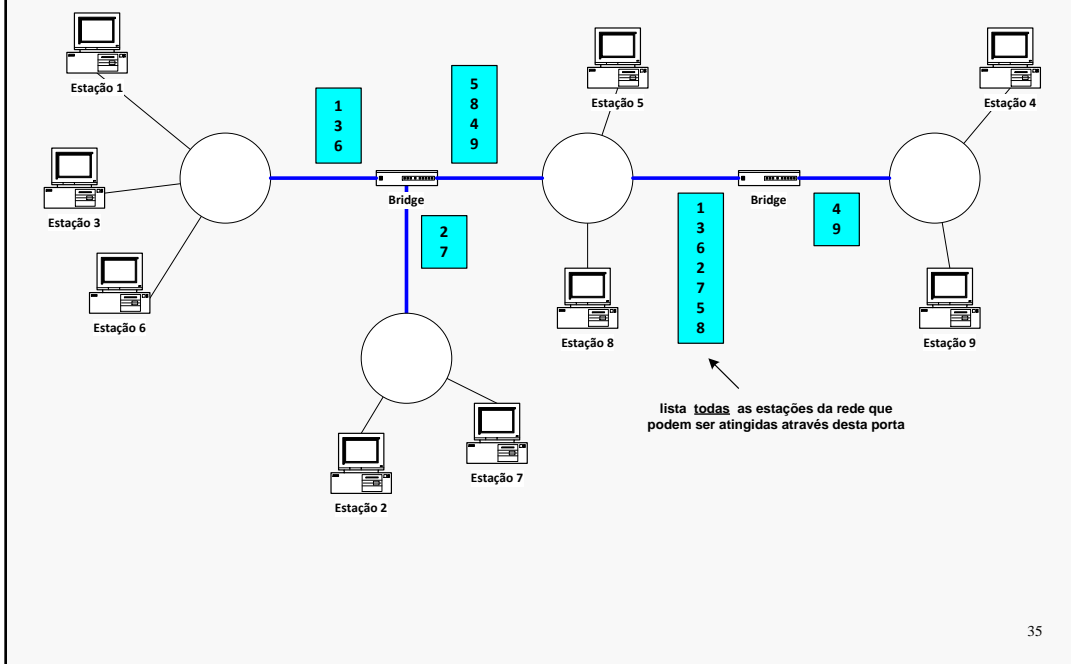 Estação 1
1
3
6
5
8
4
9
Estação 5
Estação 4
Estação 3
Bridge
Bridge
2
7
1
3
6
2
7
5
8
4
9
Estação 6
Estação 8
Estação 9
lista todas as estações da rede que
podem ser atingidas através desta porta
Estação 7
Estação 2
35